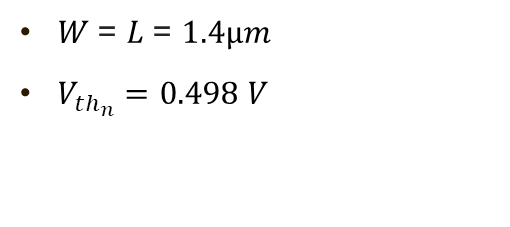 • W = L = 1.4μm
• V_{th_n} = 0.498 V